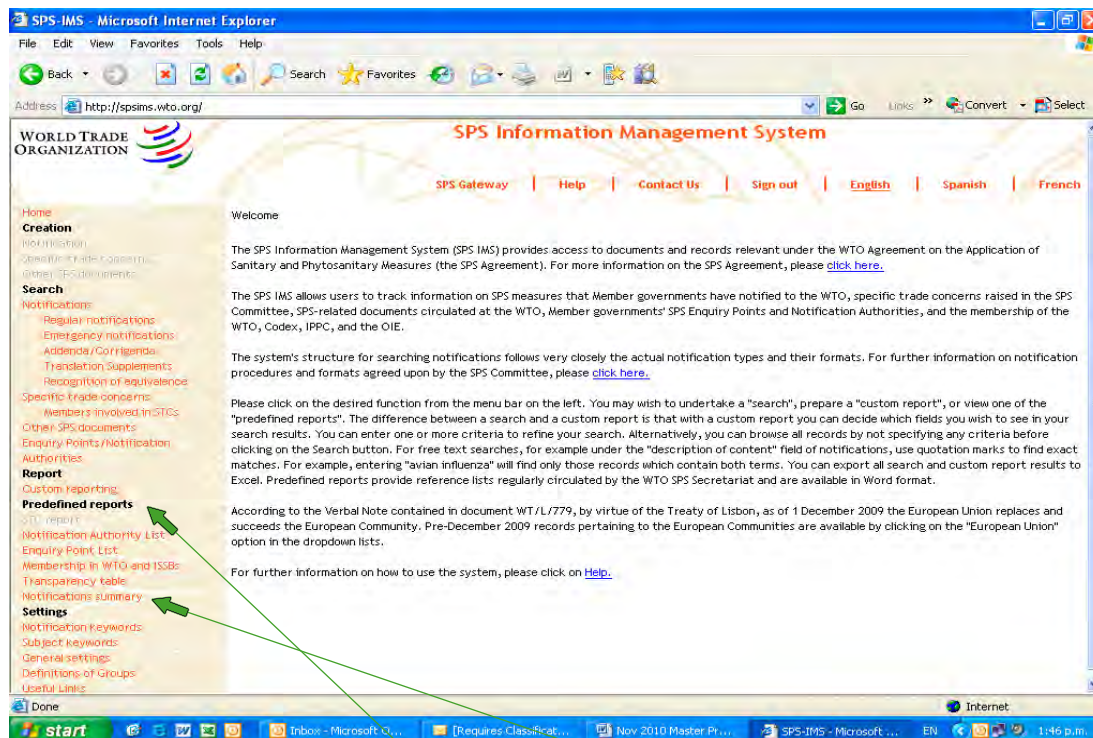 SPS-IMS - Microsoft Internet Explorer
File Edit View Favorites Tools Help
Back Search Favorites
Address http://spsims.wto.org/ Go Links » Convert Select
WORLD TRADE
ORGANIZATION
SPS Information Management System
SPS Gateway | Help | Contact Us | Sign out | English | Spanish | French
Home
Creation
Notification
Specific trade concerns
Other SPS documents
Search
Notifications
Regular notifications
Emergency notifications
Addenda/Corrigenda
Translation Supplements
Recognition of equivalence
Specific trade concerns
Members involved in STCs
Other SPS documents
Enquiry Points/Notification
Authorities
Report
Custom reporting
Predefined reports
STC report
Notification Authority List
Enquiry Point List
Membership in WTO and ISSBs
Transparency table
Notifications summary
Settings
Notification Keywords
Subject Keywords
General settings
Definitions of Groups
Useful Links
Welcome
The SPS Information Management System (SPS IMS) provides access to documents and records relevant under the WTO Agreement on the Application of
Sanitary and Phytosanitary Measures (the SPS Agreement). For more information on the SPS Agreement, please click here.
The SPS IMS allows users to track information on SPS measures that Member governments have notified to the WTO, specific trade concerns raised in the SPS
Committee, SPS-related documents circulated at the WTO, Member governments' SPS Enquiry Points and Notification Authorities, and the membership of the
WTO, Codex, IPPC, and the OIE.
The system's structure for searching notifications follows very closely the actual notification types and their formats. For further information on notification
procedures and formats agreed upon by the SPS Committee, please click here.
Please click on the desired function from the menu bar on the left. You may wish to undertake a "search", prepare a "custom report", or view one of the
"predefined reports". The difference between a search and a custom report is that with a custom report you can decide which fields you wish to see in your
search results. You can enter one or more criteria to refine your search. Alternatively, you can browse all records by not specifying any criteria before
clicking on the Search button. For free text searches, for example under the "description of content" field of notifications, use quotation marks to find exact
matches. For example, entering "avian influenza" will find only those records which contain both terms. You can export all search and custom report results to
Excel. Predefined reports provide reference lists regularly circulated by the WTO SPS Secretariat and are available in Word format.
According to the Verbal Note contained in document WT/L/779, by virtue of the Treaty of Lisbon, as of 1 December 2009 the European Union replaces and
succeeds the European Community. Pre-December 2009 records pertaining to the European Communities are available by clicking on the "European Union"
option in the dropdown lists.
For further information on how to use the system, please click on Help.
Done Internet
start Inbox - Microsoft O... [Requires Classificat... Nov 2010 Master Pr... SPS-IMS - Microsoft ... EN 1:46 p.m.